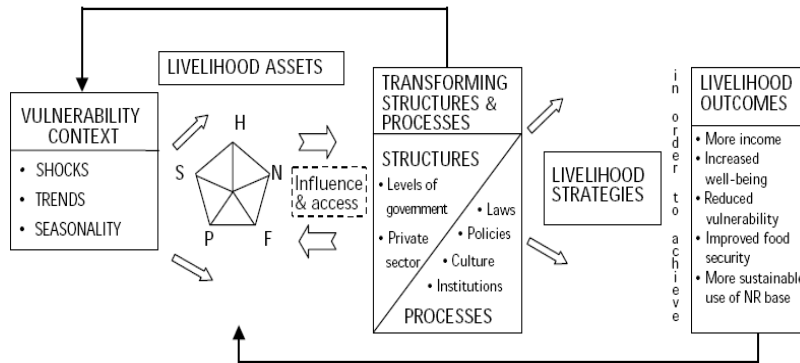 LIVELIHOOD ASSETS
VULNERABILITY
CONTEXT
• SHOCKS
• TRENDS
• SEASONALITY
H
S
N
P
F
Influence
& access
TRANSFORMING
STRUCTURES &
PROCESSES
STRUCTURES
• Levels of
government
• Private
sector
• Laws
• Policies
• Culture
• Institutions
PROCESSES
LIVELIHOOD
STRATEGIES
in order to achieve
LIVELIHOOD
OUTCOMES
• More income
• Increased
well-being
• Reduced
vulnerability
• Improved food
security
• More sustainable
use of NR base